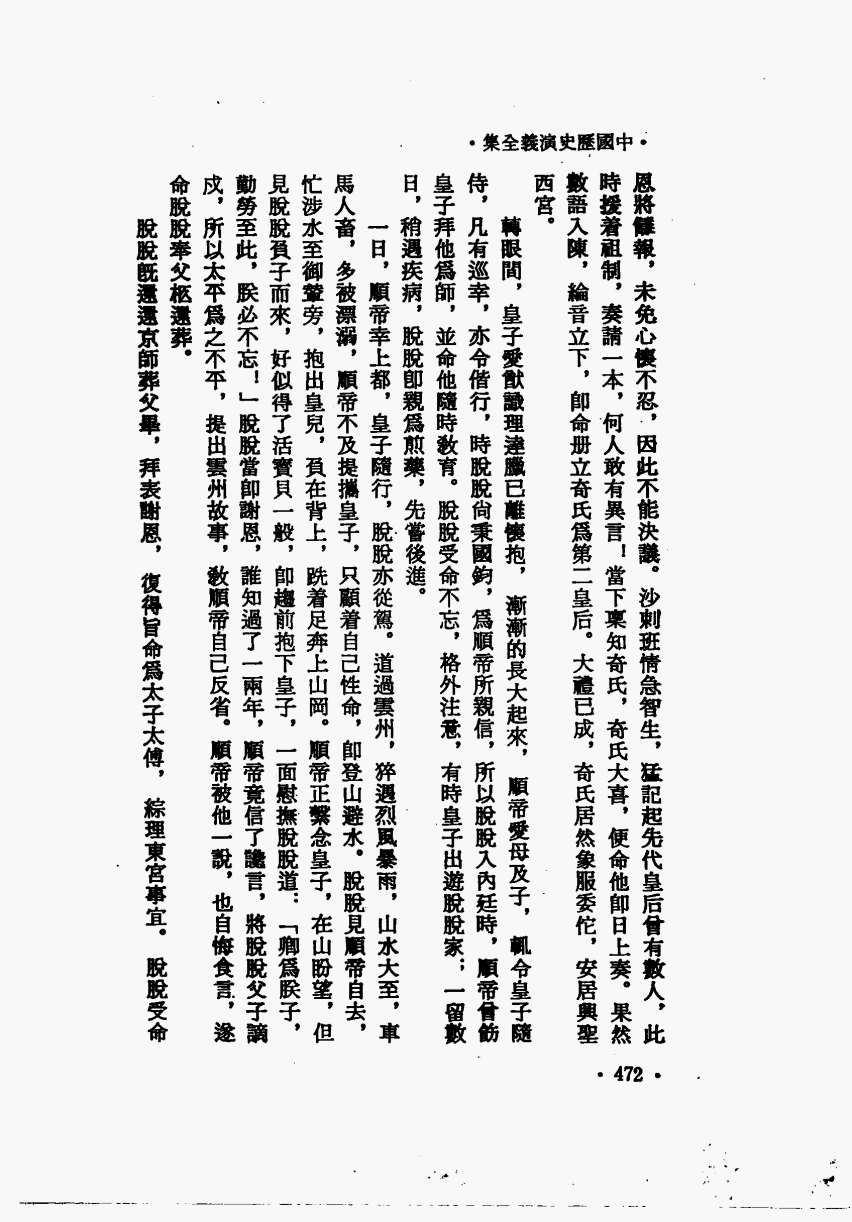 ・中國歷史演義全集・
恩將讎報，未免心懷不忍，因此不能決議。沙剌班情急智生，猛記起先代皇后曾有數人，此
時援着祖制，奏請一本，何人敢有異言！當下稟知奇氏，奇氏大喜，便命他卽日上奏。果然
數語入陳，綸音立下，卽命册立奇氏爲第二皇后。大禮已成，奇氏居然象服委佗，安居興聖
西宮。
轉眼間，皇子愛猷識理達臘已離懷抱，漸漸的長大起來，順帝愛母及子，輒令皇子隨
侍，凡有巡幸，亦令偕行，時脫脫尙秉國鈞，爲順帝所親信，所以脫脫入內廷時，順帝曾飭
皇子拜他爲師，並命他隨時敎育。脫脫受命不忘，格外注意，有時皇子出遊脫脫家；一留數
日，稍遇疾病，脫脫卽親爲煎藥，先嘗後進。
一日，順帝幸上都，皇子隨行，脫脫亦從駕。道過雲州，猝遇烈風暴雨，山水大至，車
馬人畜，多被漂溺，順帝不及提攜皇子，只顧着自己性命，卽登山避水。脫脫見順帝自去，
忙涉水至御輦旁，抱出皇兒，負在背上，跣着足奔上山岡。順帝正繫念皇子，在山盼望，但
見脫脫負子而來，好似得了活寶貝一般，卽趨前抱下皇子，一面慰撫脫脫道：「卿爲朕子，
勤勞至此，朕必不忘！」脫脫當卽謝恩，誰知過了一兩年，順帝竟信了讒言，將脫脫父子謫
戍，所以太平爲之不平，提出雲州故事，敎順帝自己反省。順帝被他一說，也自悔食言，遂
命脫脫奉父柩還葬。
脫脫旣還還京師葬父畢，拜表謝恩，復得旨命爲太子太傅，綜理東宮事宜。脫脫受命
・472・